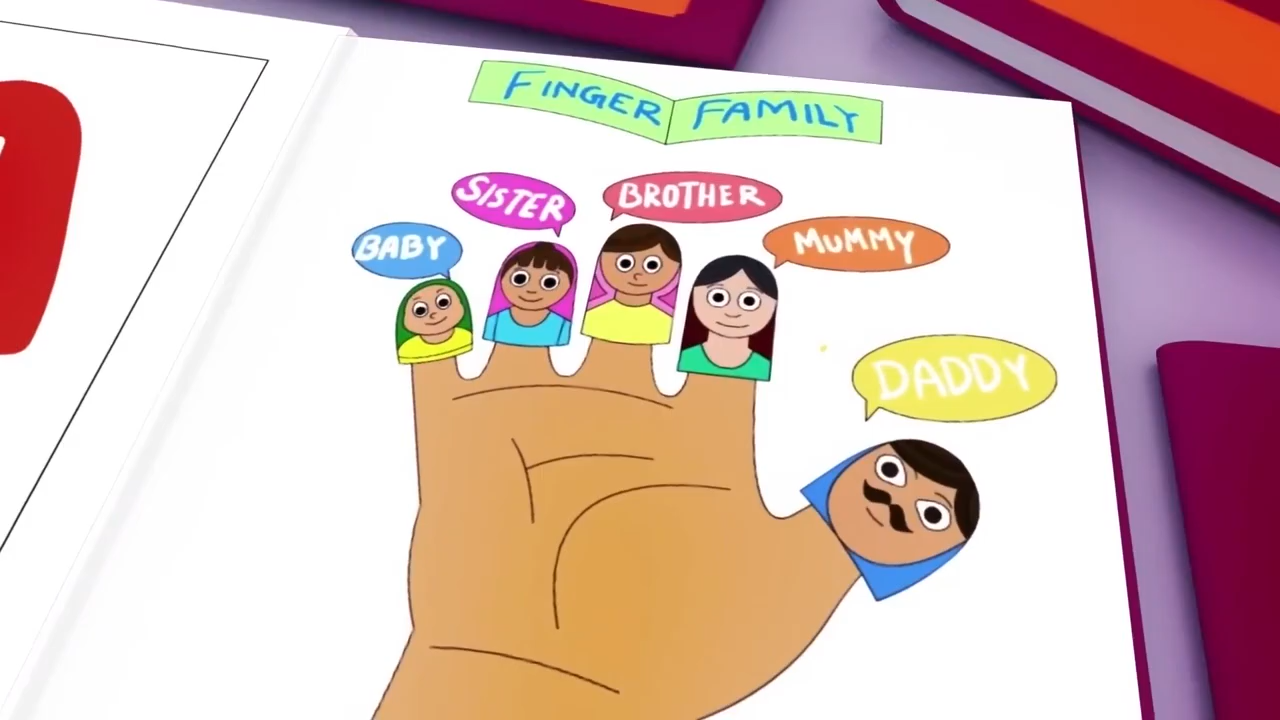 FINGER FAMILY
SISTER
BROTHER
BABY
MUMMY
DADDY